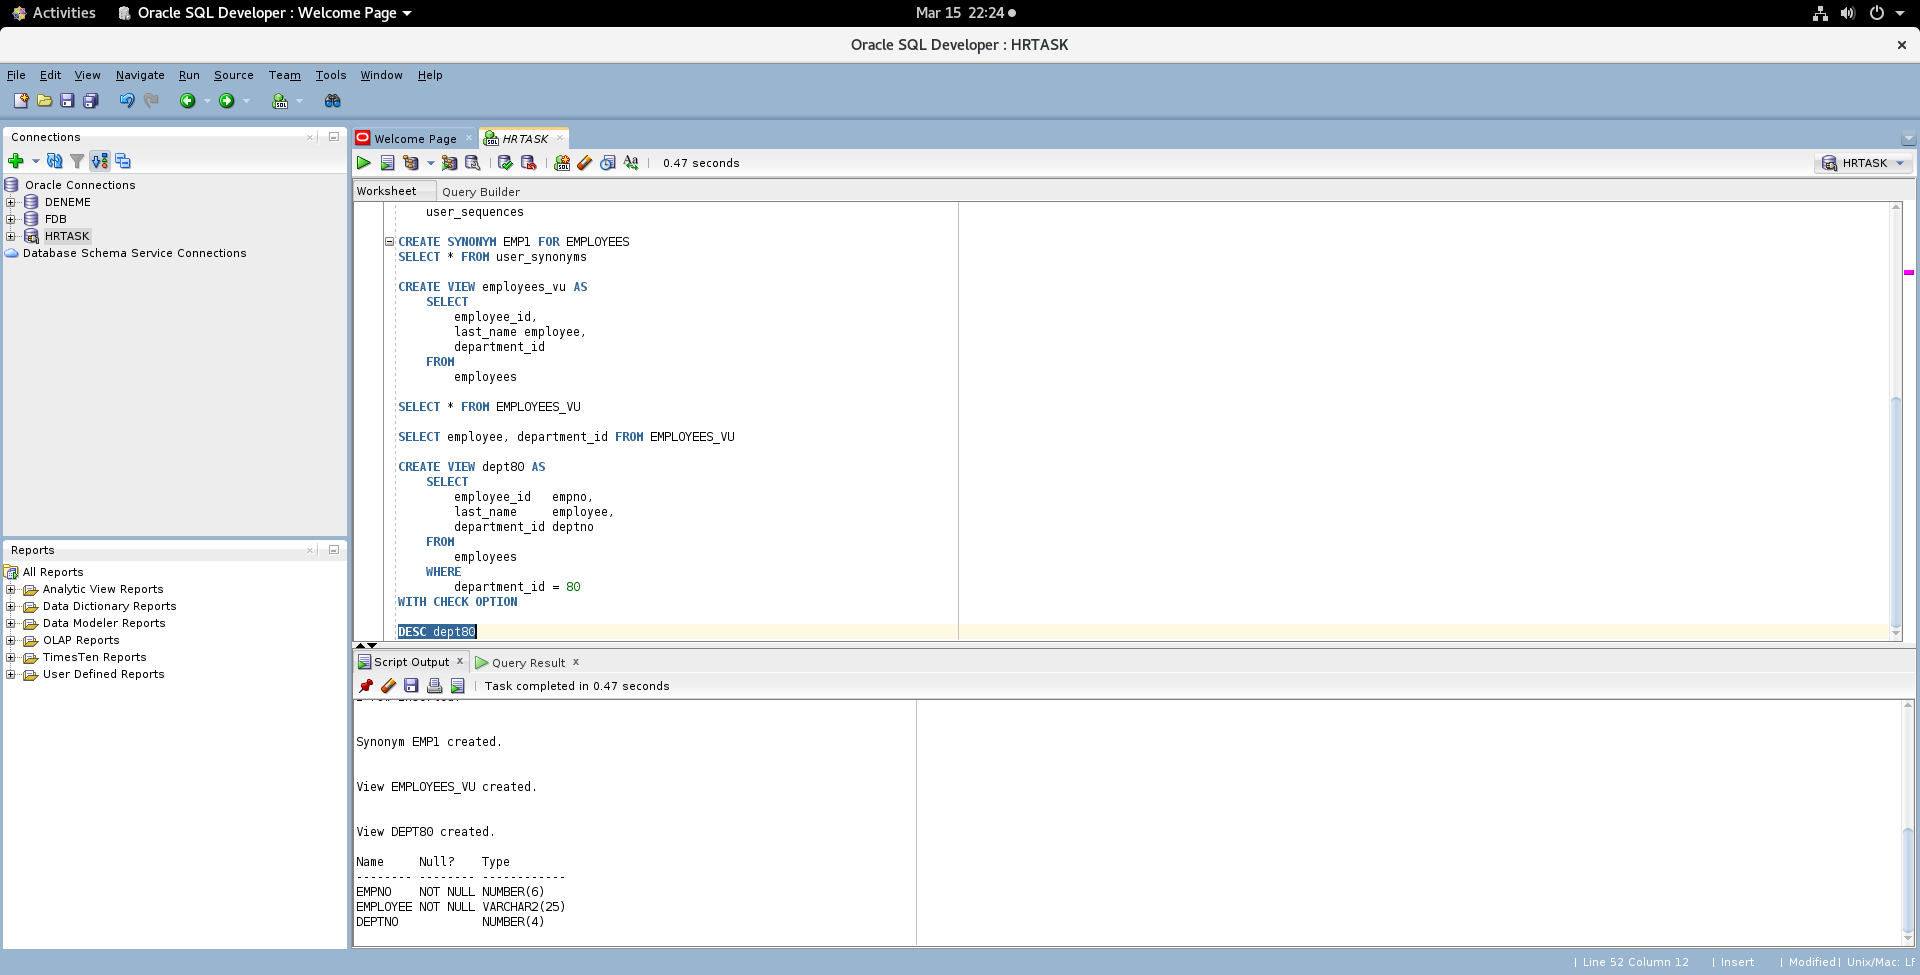 Activities
Oracle SQL Developer : Welcome Page
Mar 15 22:24
Oracle SQL Developer : HRTASK
File Edit View Navigate Run Source Team Tools Window Help
Connections
Oracle Connections
DENEME
FDB
HRTASK
Database Schema Service Connections
Reports
All Reports
Analytic View Reports
Data Dictionary Reports
Data Modeler Reports
OLAP Reports
TimesTen Reports
User Defined Reports
Welcome Page
HRTASK
0.47 seconds
HRTASK
Worksheet
Query Builder
user_sequences
CREATE SYNONYM EMP1 FOR EMPLOYEES
SELECT * FROM user_synonyms
CREATE VIEW employees_vu AS
SELECT
employee_id,
last_name employee,
department_id
FROM
employees
SELECT * FROM EMPLOYEES_VU
SELECT employee, department_id FROM EMPLOYEES_VU
CREATE VIEW dept80 AS
SELECT
employee_id empno,
last_name employee,
department_id deptno
FROM
employees
WHERE
department_id = 80
WITH CHECK OPTION
DESC dept80
Script Output
Query Result
Task completed in 0.47 seconds
Synonym EMP1 created.
View EMPLOYEES_VU created.
View DEPT80 created.
Name Null? Type
-------- -------- ------------
EMPNO NOT NULL NUMBER(6)
EMPLOYEE NOT NULL VARCHAR2(25)
DEPTNO NUMBER(4)
| Line 52 Column 12 | Insert | Modified| Unix/Mac: LF